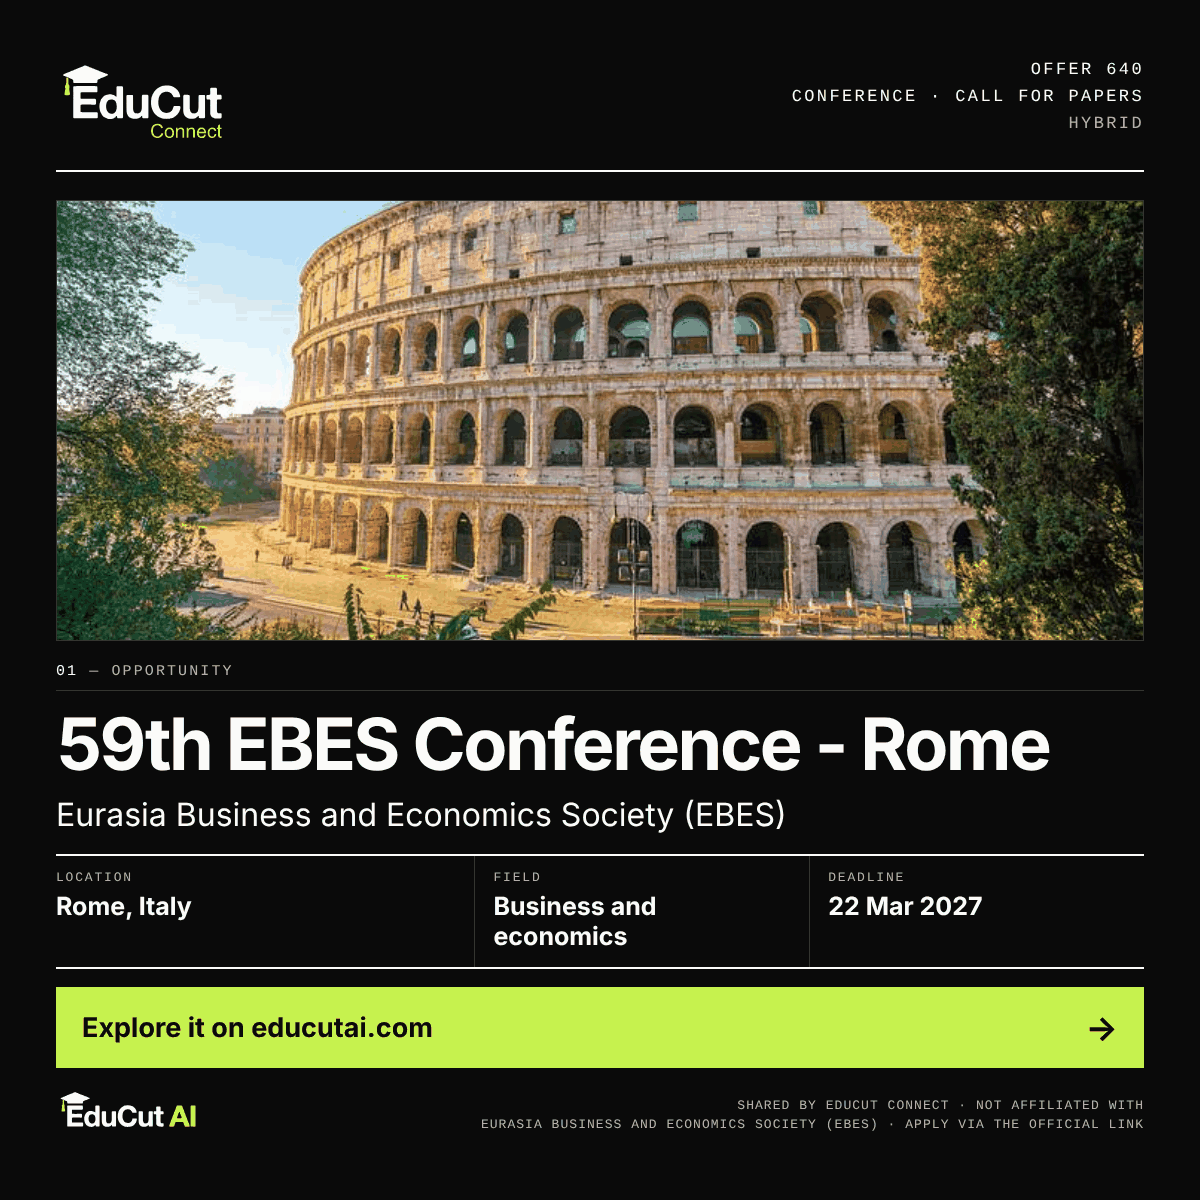 EduCut
Connect
OFFER 640
CONFERENCE · CALL FOR PAPERS
HYBRID
01 — OPPORTUNITY
59th EBES Conference - Rome
Eurasia Business and Economics Society (EBES)
LOCATION
Rome, Italy
FIELD
Business and
economics
DEADLINE
22 Mar 2027
Explore it on educutai.com →
EduCut AI
SHARED BY EDUCUT CONNECT · NOT AFFILIATED WITH
EURASIA BUSINESS AND ECONOMICS SOCIETY (EBES) · APPLY VIA THE OFFICIAL LINK